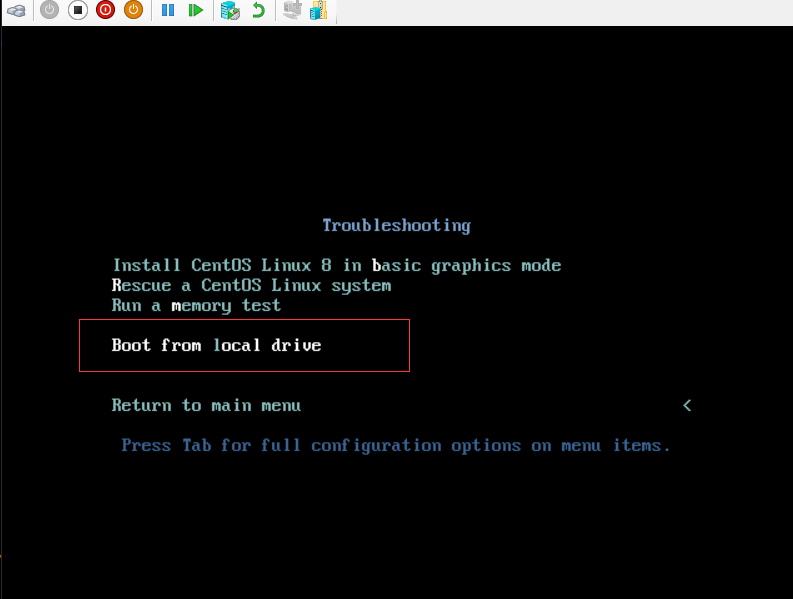 Troubleshooting
Install CentOS Linux 8 in basic graphics mode
Rescue a CentOS Linux system
Run a memory test
Boot from local drive
Return to main menu <
Press Tab for full configuration options on menu items.